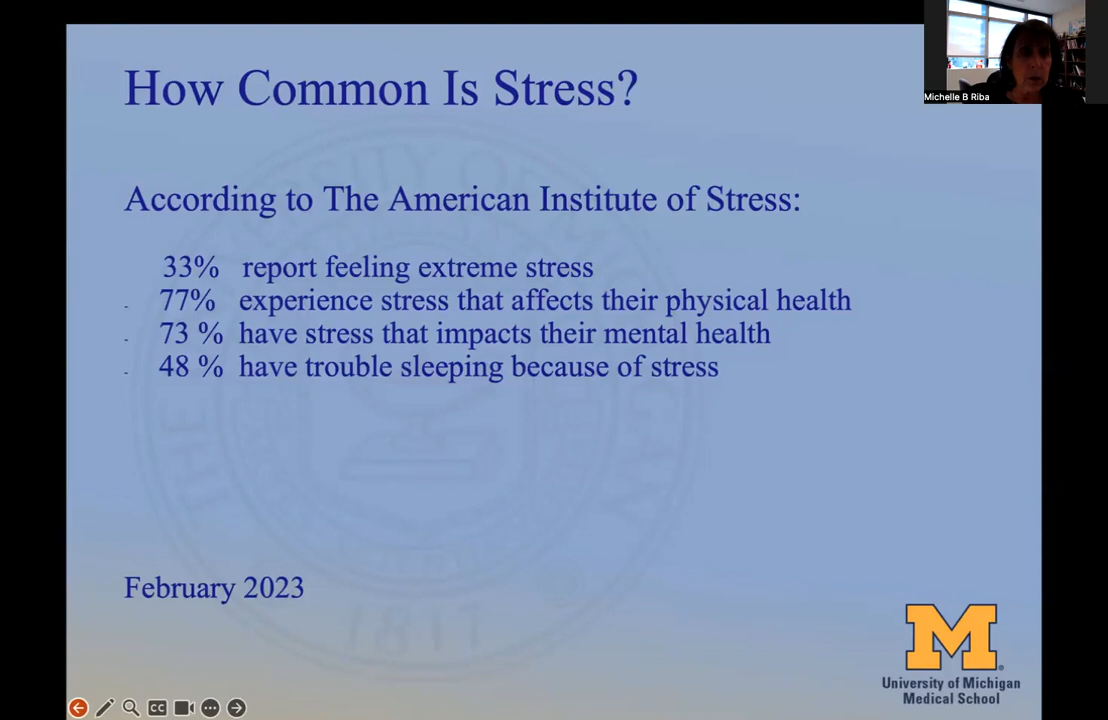 How Common Is Stress?
Michelle B Riba
According to The American Institute of Stress:
33% report feeling extreme stress
- 77% experience stress that affects their physical health
- 73 % have stress that impacts their mental health
- 48 % have trouble sleeping because of stress
February 2023
1817
M
University of Michigan
Medical School
CC